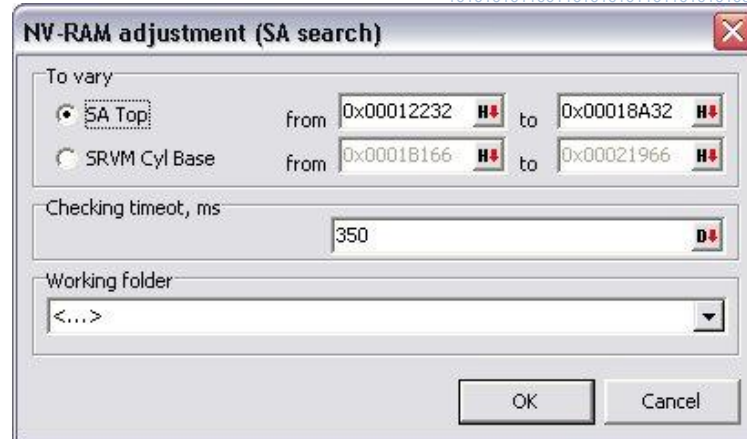 NV-RAM adjustment (SA search)
To vary
SA Top from 0x00012232 H to 0x00018A32 H
SRVM Cyl Base from 0x0001B166 H to 0x00021966 H
Checking timeot, ms
350 D
Working folder
<...>
OK Cancel